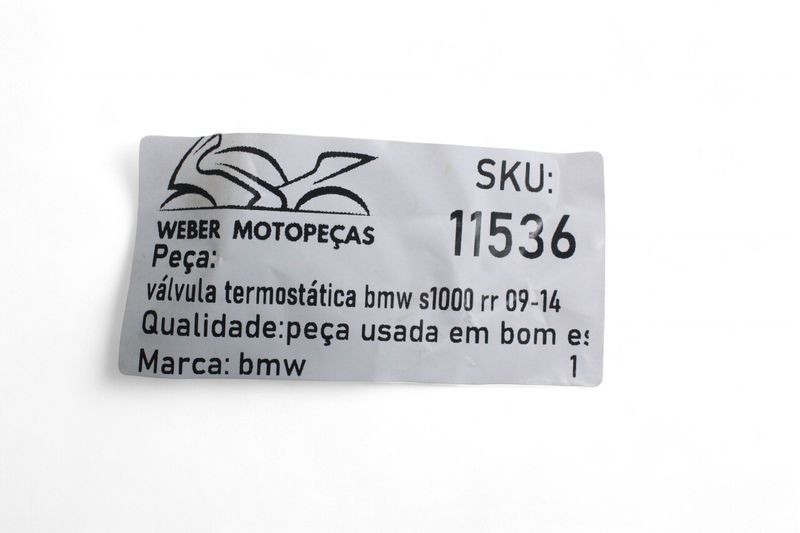 WEBER MOTOPEÇAS
SKU:
11536
Peça:
válvula termostática bmw s1000 rr 09-14
Qualidade:peça usada em bom es
Marca: bmw
1